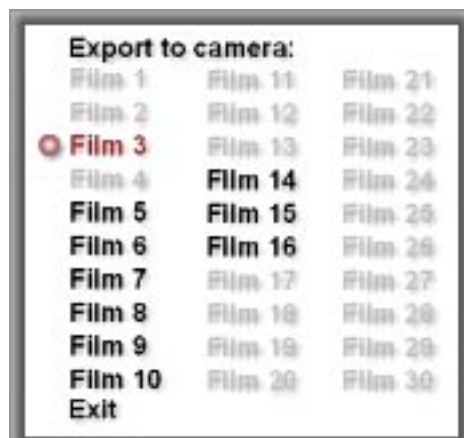 Export to camera:
Film 1 Film 11 Film 21
Film 2 Film 12 Film 22
Film 3 Film 13 Film 23
Film 4 Film 14 Film 24
Film 5 Film 15 Film 25
Film 6 Film 16 Film 26
Film 7 Film 17 Film 27
Film 8 Film 18 Film 28
Film 9 Film 19 Film 29
Film 10 Film 20 Film 30
Exit